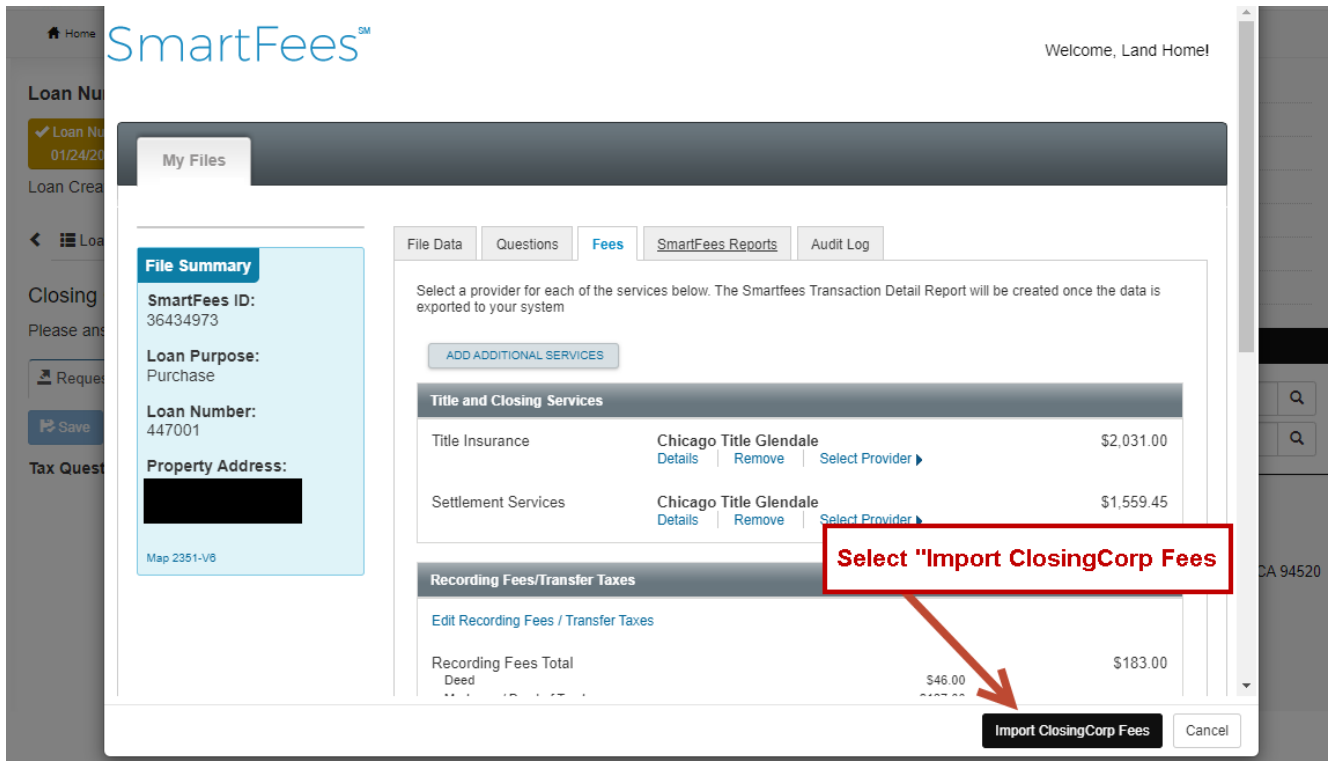 Home
SmartFees℠
Welcome, Land Home!
Loan Nu
Loan Nu
01/24/20
Loan Crea
My Files
Loa
File Data
Questions
Fees
SmartFees Reports
Audit Log
File Summary
SmartFees ID:
36434973
Loan Purpose:
Purchase
Loan Number:
447001
Property Address:
Map 2351-V6
Closing
Please ans
Reques
Save
Tax Quest
Select a provider for each of the services below. The Smartfees Transaction Detail Report will be created once the data is
exported to your system
ADD ADDITIONAL SERVICES
Title and Closing Services
Title Insurance
Chicago Title Glendale
$2,031.00
Details
Remove
Select Provider
Settlement Services
Chicago Title Glendale
$1,559.45
Details
Remove
Select Provider
Select "Import ClosingCorp Fees
CA 94520
Recording Fees/Transfer Taxes
Edit Recording Fees / Transfer Taxes
Recording Fees Total
$183.00
Deed
$46.00
Import ClosingCorp Fees
Cancel